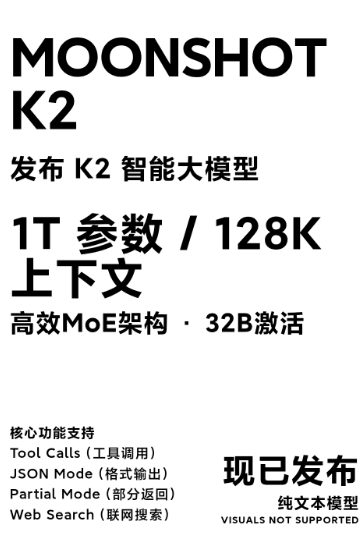 MOONSHOT
K2
发布 K2 智能大模型
1T 参数 / 128K
上下文
高效MoE架构 · 32B激活
核心功能支持
Tool Calls（工具调用）
JSON Mode（格式输出）
Partial Mode（部分返回）
Web Search（联网搜索）
现已发布
纯文本模型
VISUALS NOT SUPPORTED